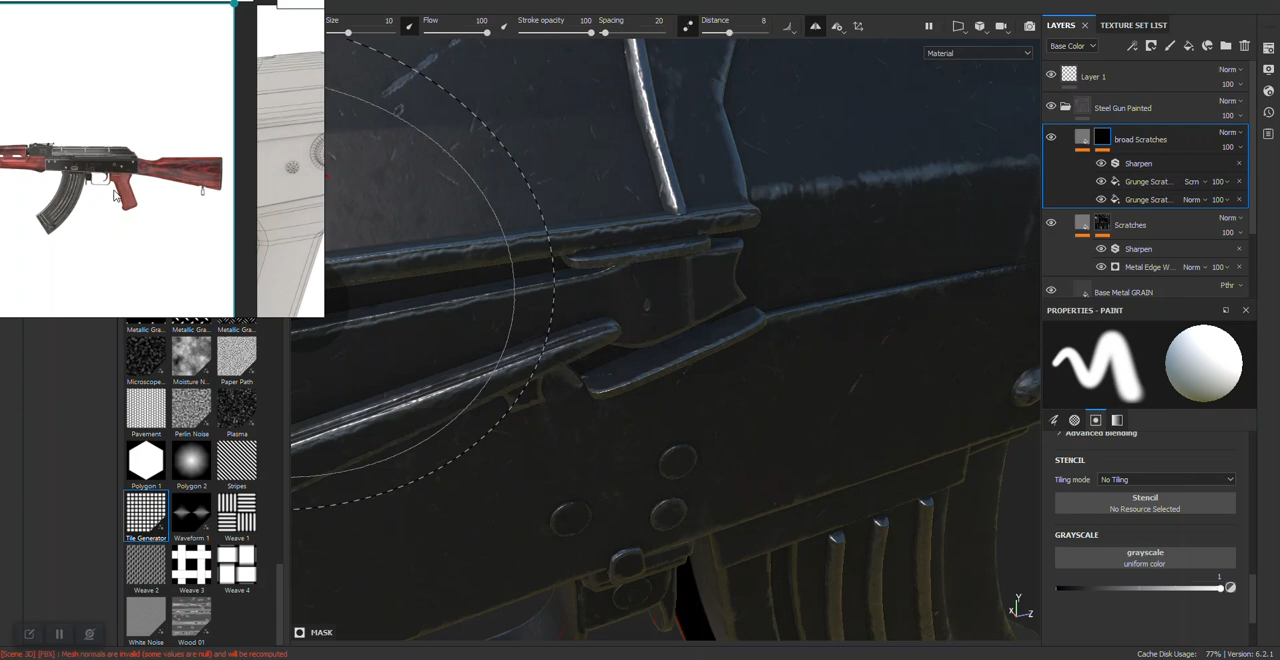 Size 10
Flow 100
Stroke opacity 100
Spacing 20
Distance 8
LAYERS
TEXTURE SET LIST
Base Color
Material
Layer 1
Norm
100
Steel Gun Painted
Norm
100
broad Scratches
Norm
100
Sharpen
Grunge Scrat... Scrn 100
Grunge Scrat... Norm 100
Scratches
Norm
100
Sharpen
Metal Edge W... Norm 100
Base Metal GRAIN
Pthr
PROPERTIES - PAINT
Advanced blending
STENCIL
Tiling mode No Tiling
Stencil
No Resource Selected
GRAYSCALE
grayscale
uniform color
1
Metallic Gra... Metallic Gra... Metallic Gra...
Microscope... Moisture N... Paper Path
Pavement Perlin Noise Plasma
Polygon 1 Polygon 2 Stripes
Tile Generator Waveform 1 Weave 1
Weave 2 Weave 3 Weave 4
White Noise Wood 01
MASK
Y
X
Z
[Scene 3D] [FBX] : Mesh normals are invalid (some values are null) and will be recomputed
Cache Disk Usage: 77% | Version: 6.2.1